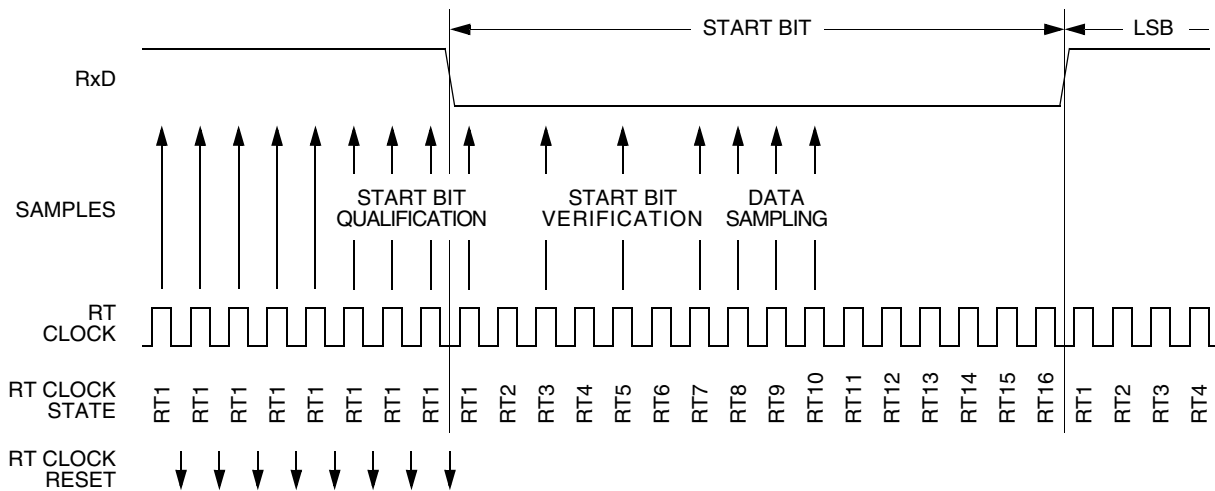 START BIT
LSB
RxD
SAMPLES
START BIT
QUALIFICATION
START BIT
VERIFICATION
DATA
SAMPLING
RT
CLOCK
RT CLOCK
STATE
RT1 RT1 RT1 RT1 RT1 RT1 RT1 RT1 RT1 RT2 RT3 RT4 RT5 RT6 RT7 RT8 RT9 RT10 RT11 RT12 RT13 RT14 RT15 RT16 RT1 RT2 RT3 RT4
RT CLOCK
RESET